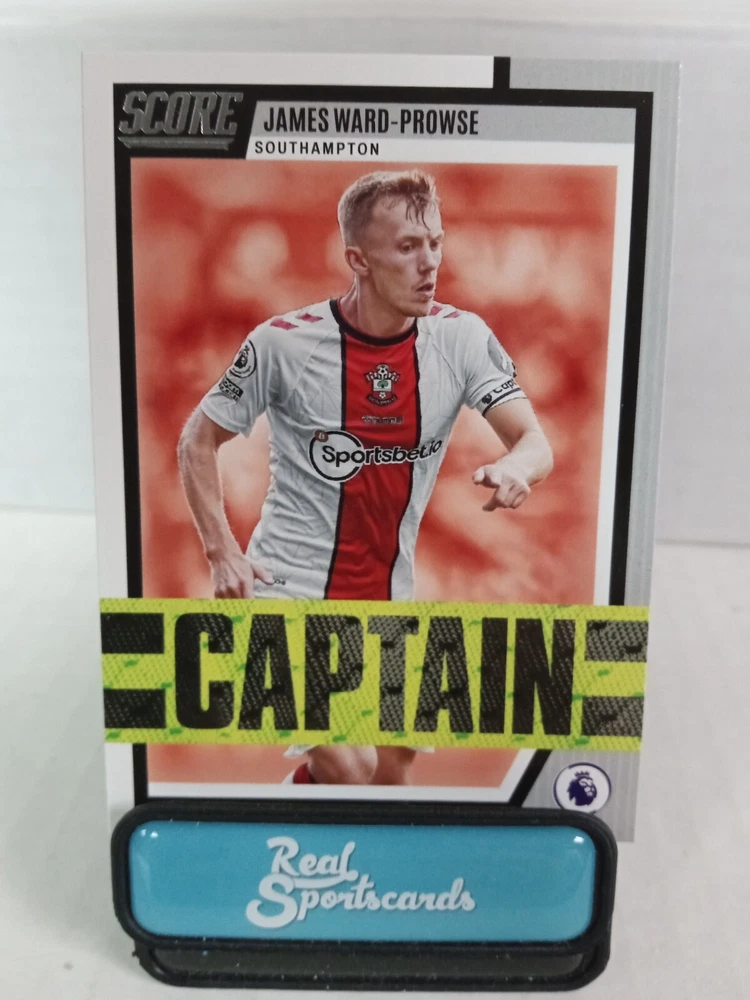 SCORE
JAMES WARD-PROWSE
SOUTHAMPTON
Sportsbet.io
CAPTAIN
Real
Sportscards